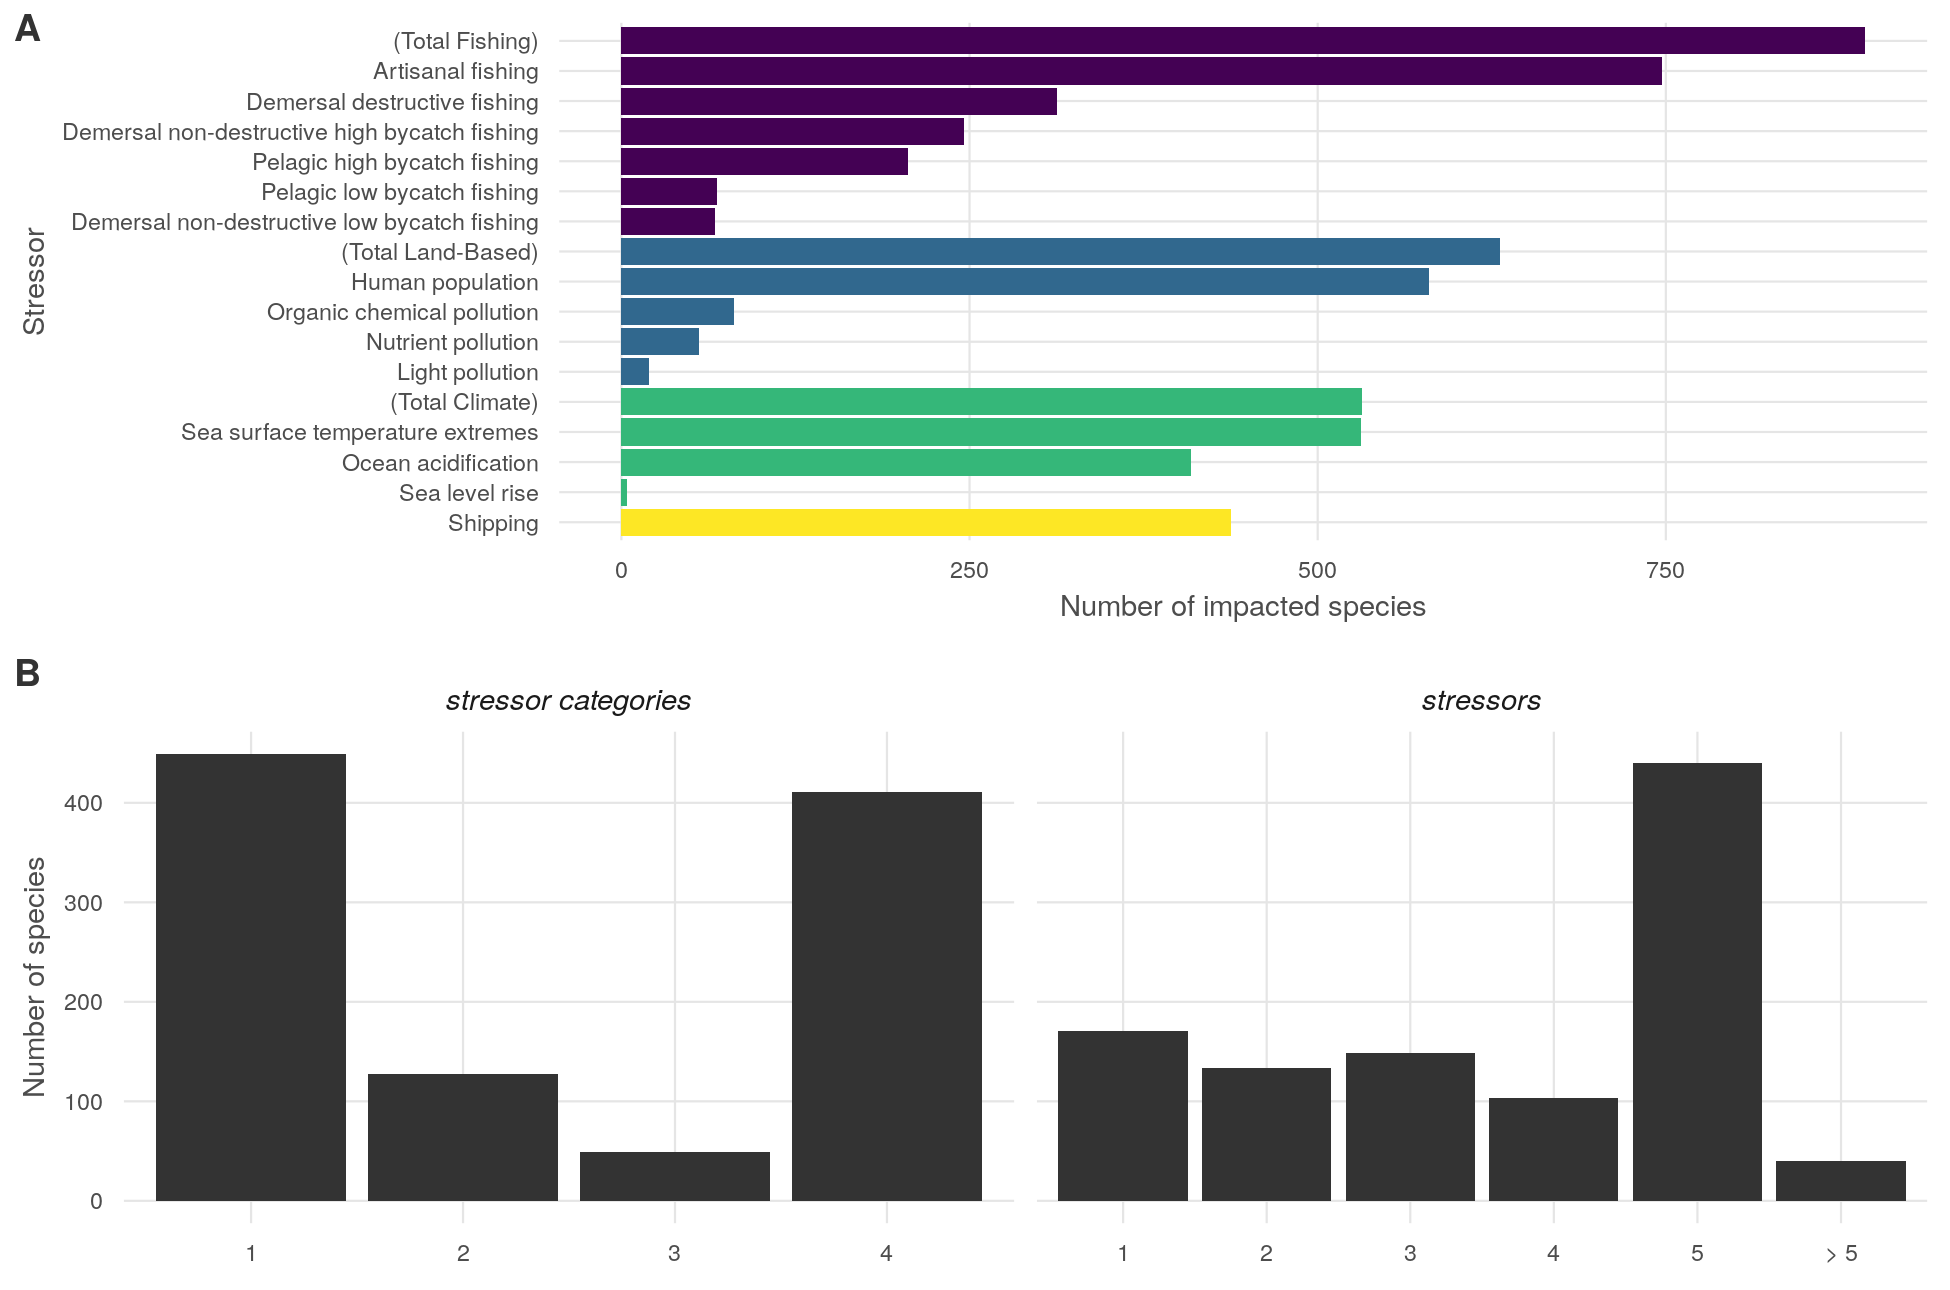 A
(Total Fishing)
Artisanal fishing
Demersal destructive fishing
Demersal non-destructive high bycatch fishing
Pelagic high bycatch fishing
Pelagic low bycatch fishing
Demersal non-destructive low bycatch fishing
(Total Land-Based)
Human population
Organic chemical pollution
Nutrient pollution
Light pollution
(Total Climate)
Sea surface temperature extremes
Ocean acidification
Sea level rise
Shipping
Stressor
0 250 500 750
Number of impacted species
B
stressor categories stressors
400
300
200
100
0
Number of species
1 2 3 4 1 2 3 4 5 > 5